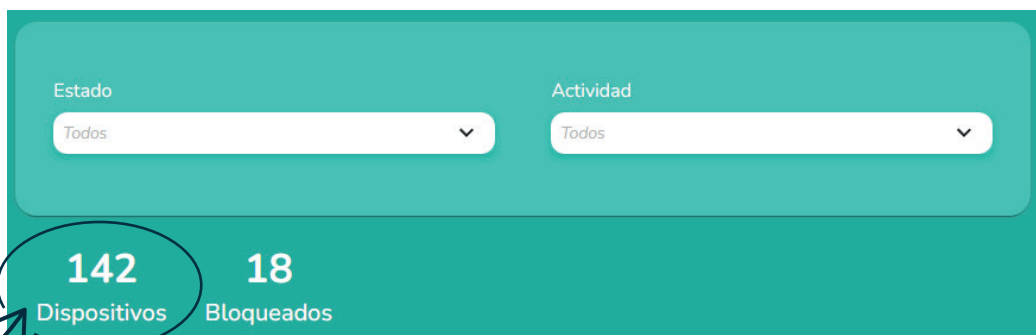 Estado
Actividad
Todos
Todos
142
18
Dispositivos
Bloqueados